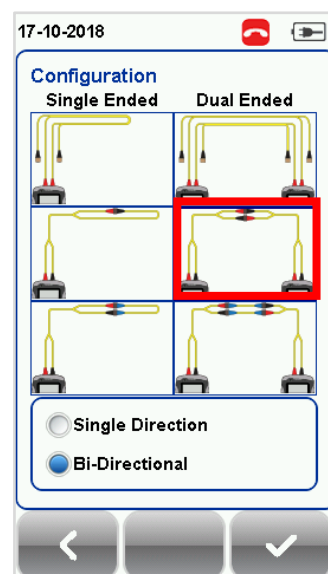 17-10-2018
Configuration
Single Ended Dual Ended
Single Direction
Bi-Directional